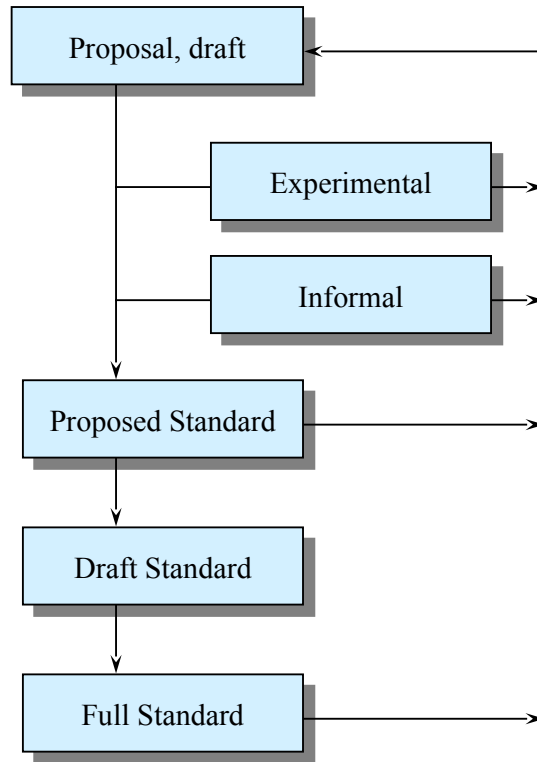 Proposal, draft
Experimental
Informal
Proposed Standard
Draft Standard
Full Standard